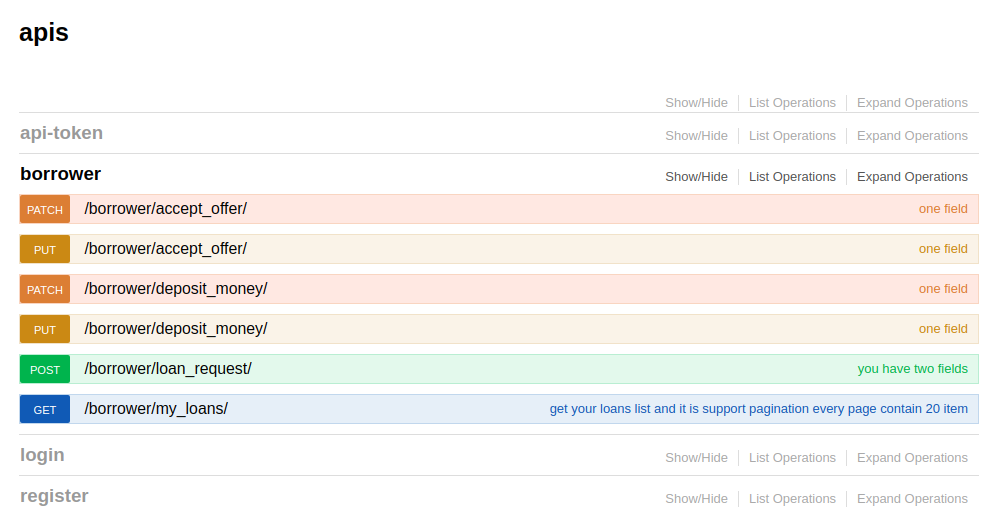 apis
Show/Hide List Operations Expand Operations
api-token Show/Hide List Operations Expand Operations
borrower Show/Hide List Operations Expand Operations
PATCH /borrower/accept_offer/ one field
PUT /borrower/accept_offer/ one field
PATCH /borrower/deposit_money/ one field
PUT /borrower/deposit_money/ one field
POST /borrower/loan_request/ you have two fields
GET /borrower/my_loans/ get your loans list and it is support pagination every page contain 20 item
login Show/Hide List Operations Expand Operations
register Show/Hide List Operations Expand Operations